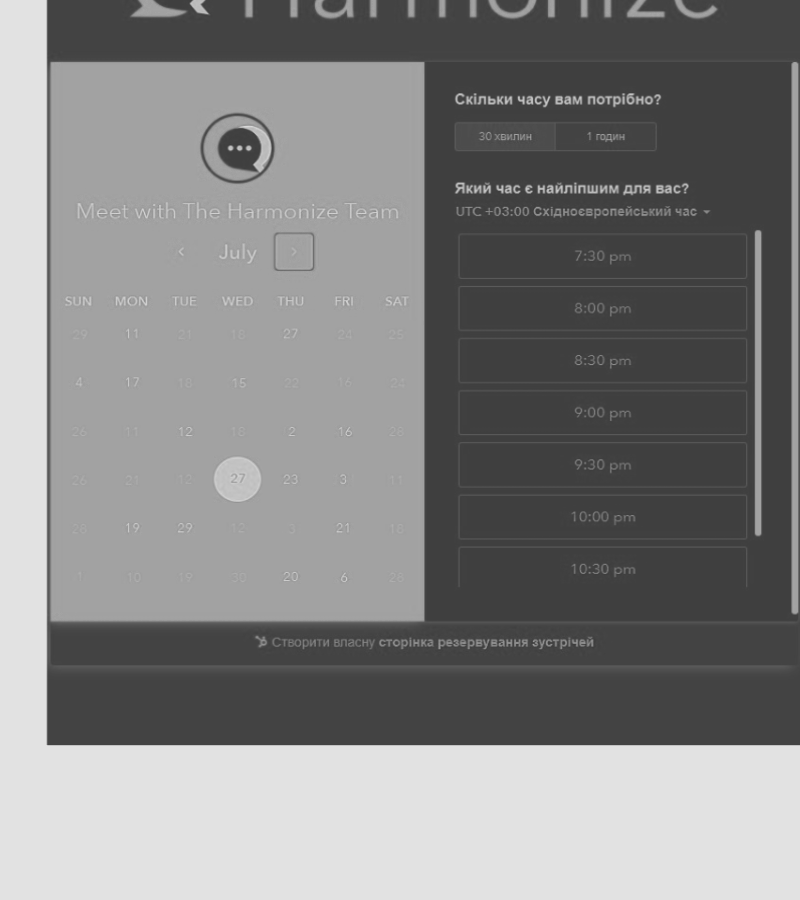 Harmonize
Meet with The Harmonize Team
July
SUN MON TUE WED THU FRI SAT
29 11 21 18 27 24 25
4 17 18 15 22 16 24
26 11 12 18 2 16 26
26 21 12 27 23 3 11
28 19 29 12 3 21 18
1 10 19 30 20 6 26
Скільки часу вам потрібно?
30 хвилин 1 годин
Який час є найліпшим для вас?
UTC +03:00 Східноєвропейський час
7:30 pm
8:00 pm
8:30 pm
9:00 pm
9:30 pm
10:00 pm
10:30 pm
Створити власну сторінка резервування зустрічей